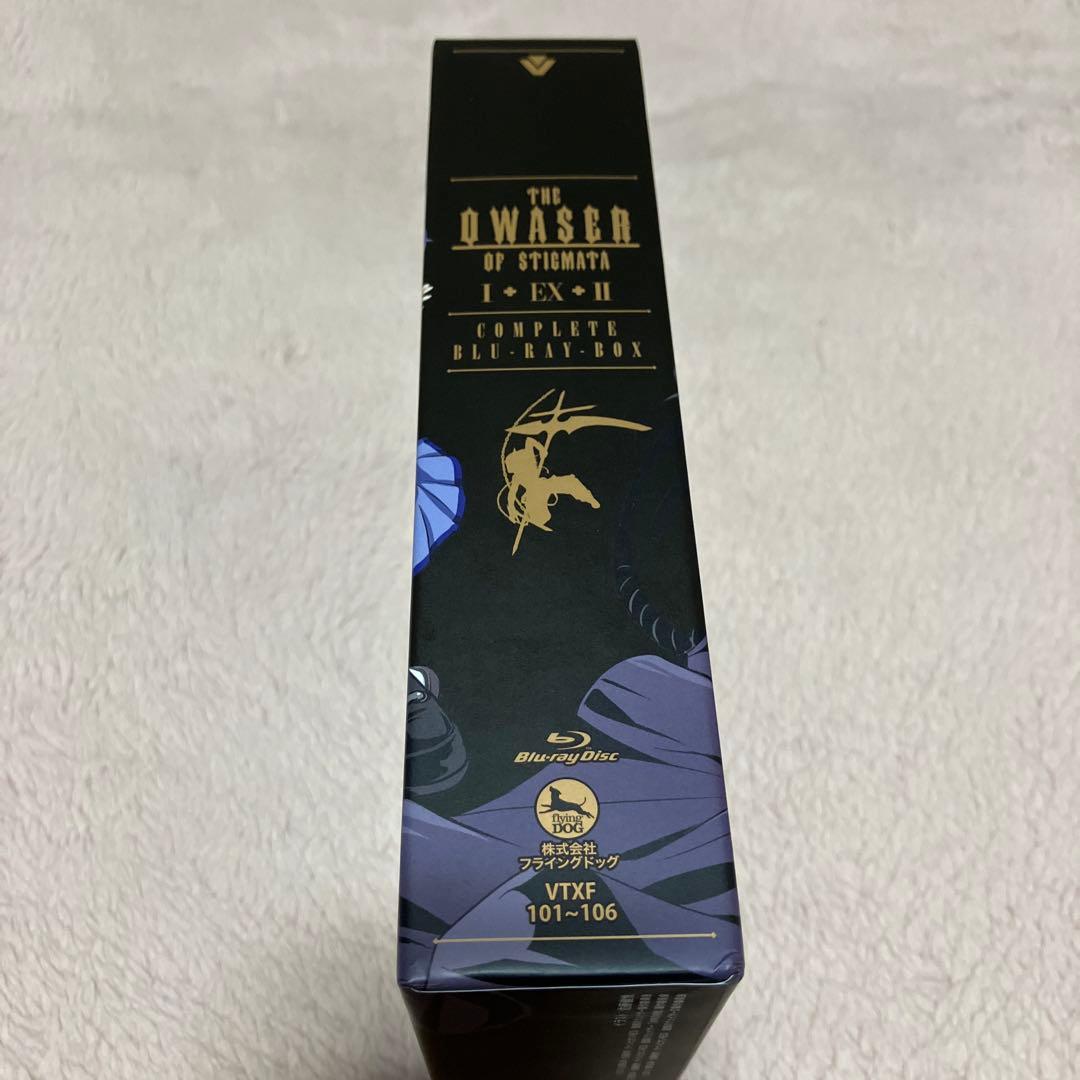 THE
QWASER
OF STIGMATA
I + EX + II
COMPLETE
BLU-RAY-BOX
Blu-ray Disc
flying
DOG
株式会社
フライングドッグ
VTXF
101~106